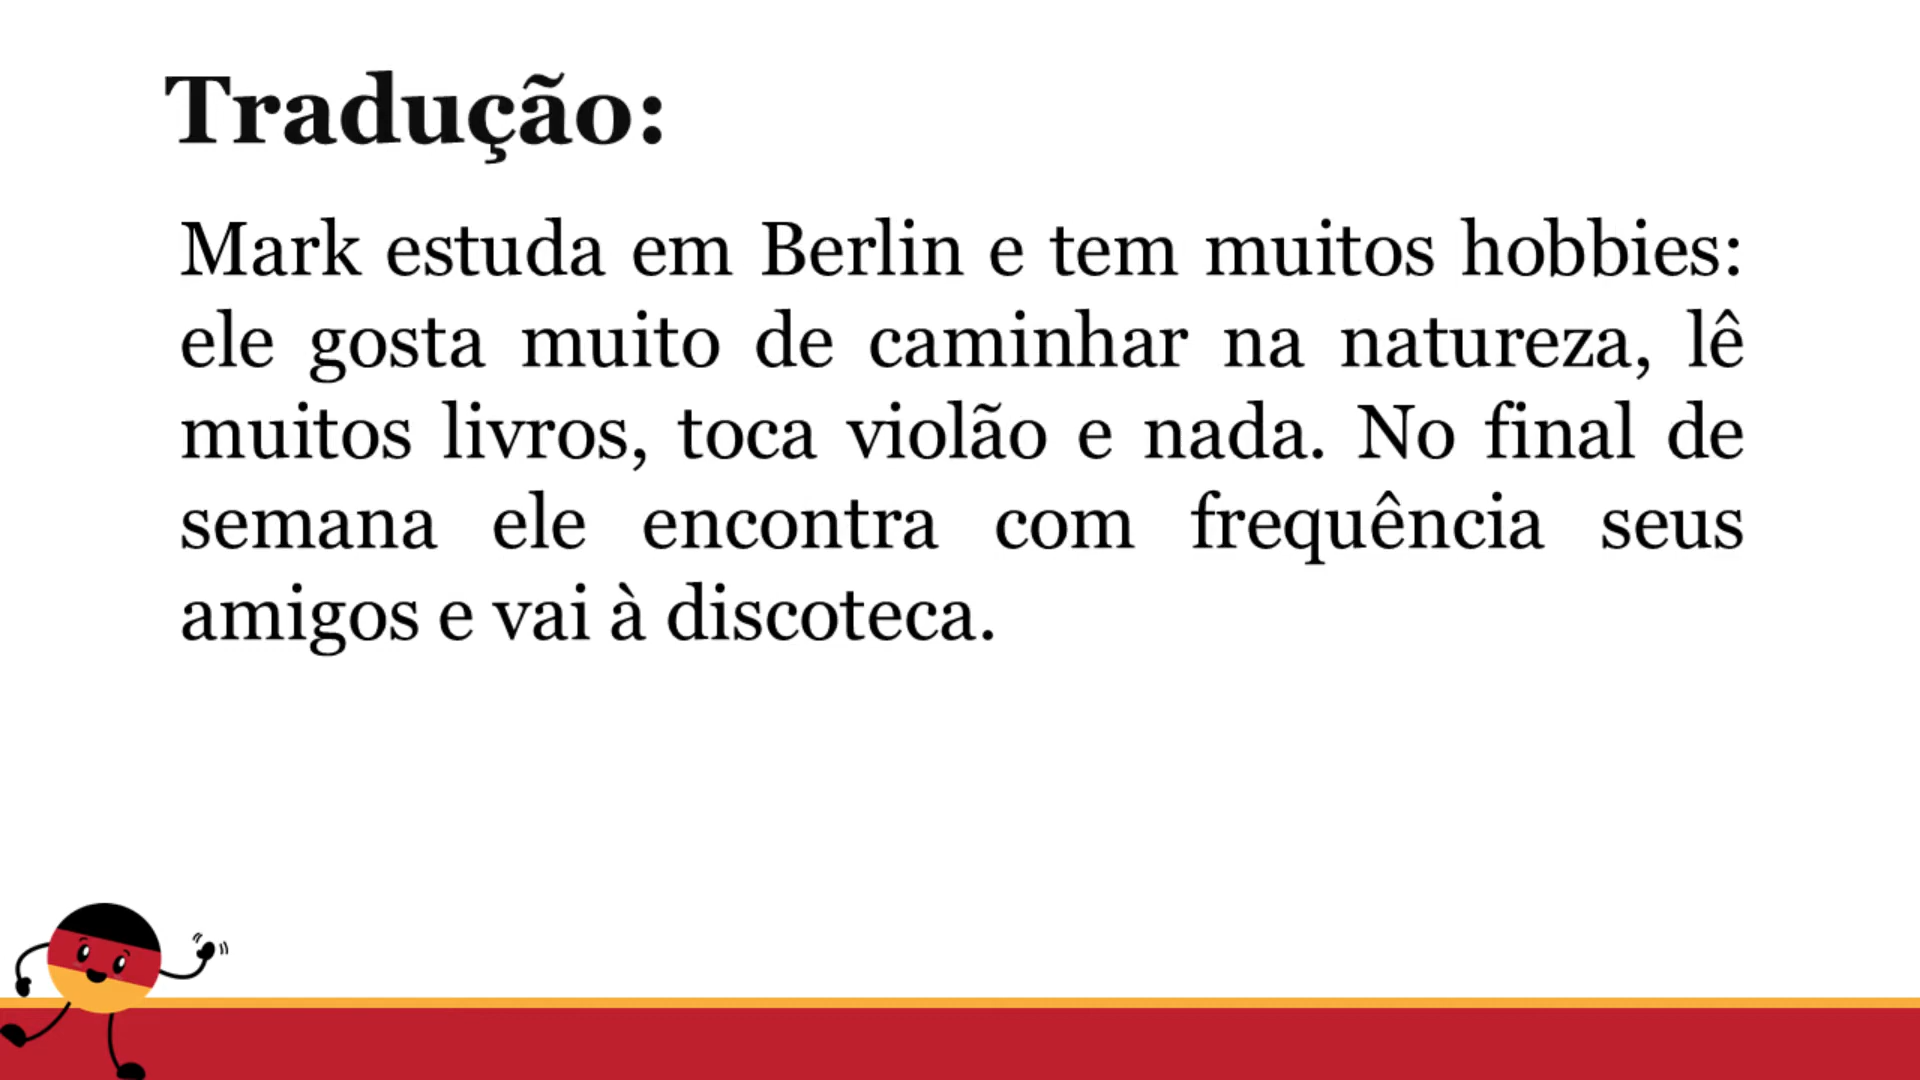 Tradução:
Mark estuda em Berlin e tem muitos hobbies:
ele gosta muito de caminhar na natureza, lê
muitos livros, toca violão e nada. No final de
semana ele encontra com frequência seus
amigos e vai à discoteca.